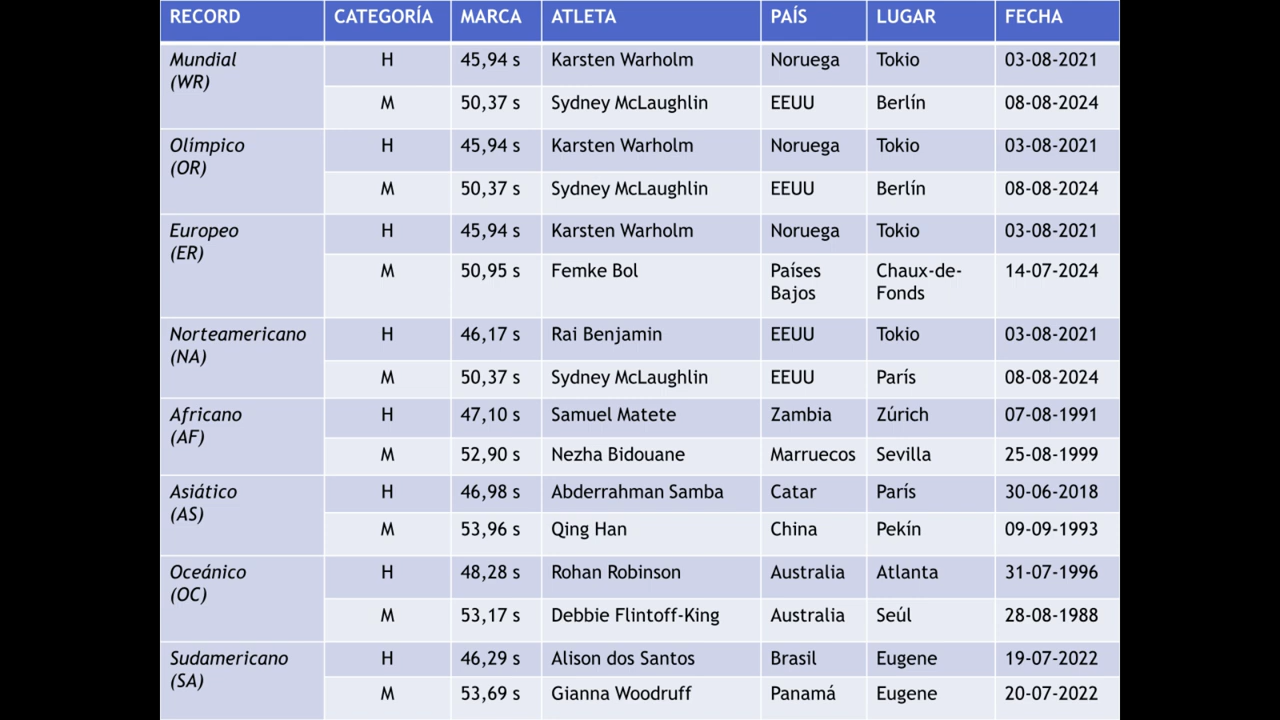 RECORD CATEGORÍA MARCA ATLETA PAÍS LUGAR FECHA
Mundial H 45,94 s Karsten Warholm Noruega Tokio 03-08-2021
(WR)
M 50,37 s Sydney McLaughlin EEUU Berlín 08-08-2024
Olímpico H 45,94 s Karsten Warholm Noruega Tokio 03-08-2021
(OR)
M 50,37 s Sydney McLaughlin EEUU Berlín 08-08-2024
Europeo H 45,94 s Karsten Warholm Noruega Tokio 03-08-2021
(ER)
M 50,95 s Femke Bol Países Chaux-de- 14-07-2024
Bajos Fonds
Norteamericano H 46,17 s Rai Benjamin EEUU Tokio 03-08-2021
(NA)
M 50,37 s Sydney McLaughlin EEUU París 08-08-2024
Africano H 47,10 s Samuel Matete Zambia Zúrich 07-08-1991
(AF)
M 52,90 s Nezha Bidouane Marruecos Sevilla 25-08-1999
Asiático H 46,98 s Abderrahman Samba Catar París 30-06-2018
(AS)
M 53,96 s Qing Han China Pekín 09-09-1993
Oceánico H 48,28 s Rohan Robinson Australia Atlanta 31-07-1996
(OC)
M 53,17 s Debbie Flintoff-King Australia Seúl 28-08-1988
Sudamericano H 46,29 s Alison dos Santos Brasil Eugene 19-07-2022
(SA)
M 53,69 s Gianna Woodruff Panamá Eugene 20-07-2022